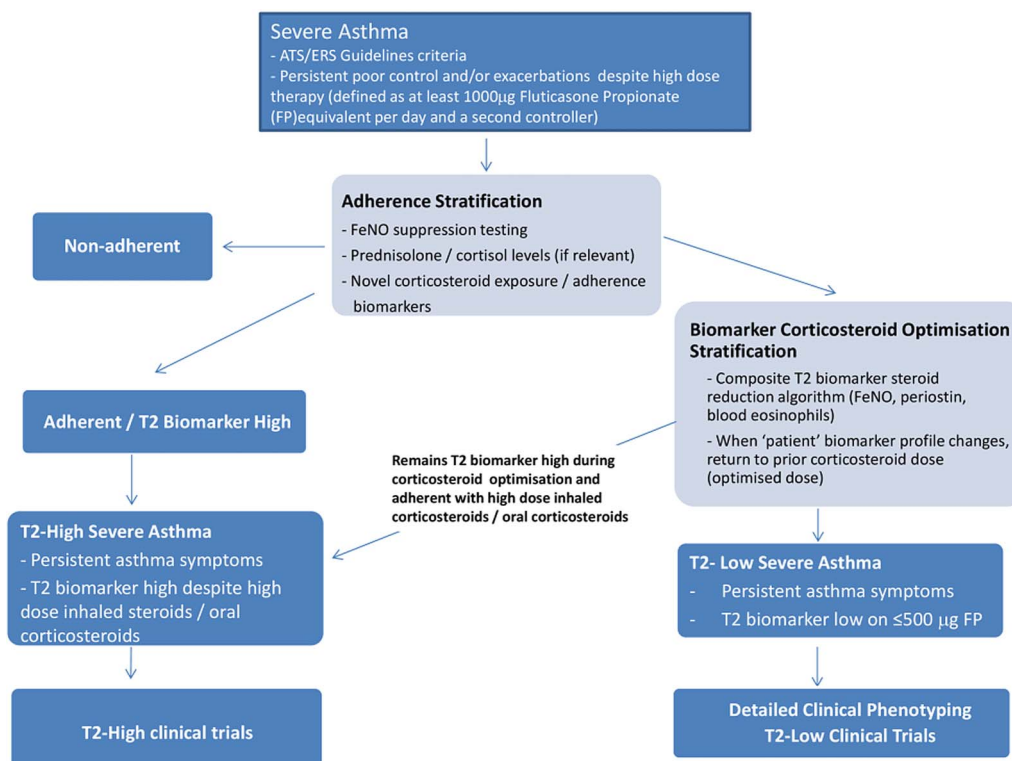 Severe Asthma
- ATS/ERS Guidelines criteria
- Persistent poor control and/or exacerbations despite high dose
therapy (defined as at least 1000µg Fluticasone Propionate
(FP)equivalent per day and a second controller)
Adherence Stratification
- FeNO suppression testing
- Prednisolone / cortisol levels (if relevant)
- Novel corticosteroid exposure / adherence
biomarkers
Non-adherent
Biomarker Corticosteroid Optimisation
Stratification
- Composite T2 biomarker steroid
reduction algorithm (FeNO, periostin,
blood eosinophils)
- When ‘patient’ biomarker profile changes,
return to prior corticosteroid dose
(optimised dose)
Adherent / T2 Biomarker High
Remains T2 biomarker high during
corticosteroid optimisation and
adherent with high dose inhaled
corticosteroids / oral corticosteroids
T2-High Severe Asthma
- Persistent asthma symptoms
- T2 biomarker high despite high
dose inhaled steroids / oral
corticosteroids
T2- Low Severe Asthma
- Persistent asthma symptoms
- T2 biomarker low on ≤500 µg FP
T2-High clinical trials
Detailed Clinical Phenotyping
T2-Low Clinical Trials